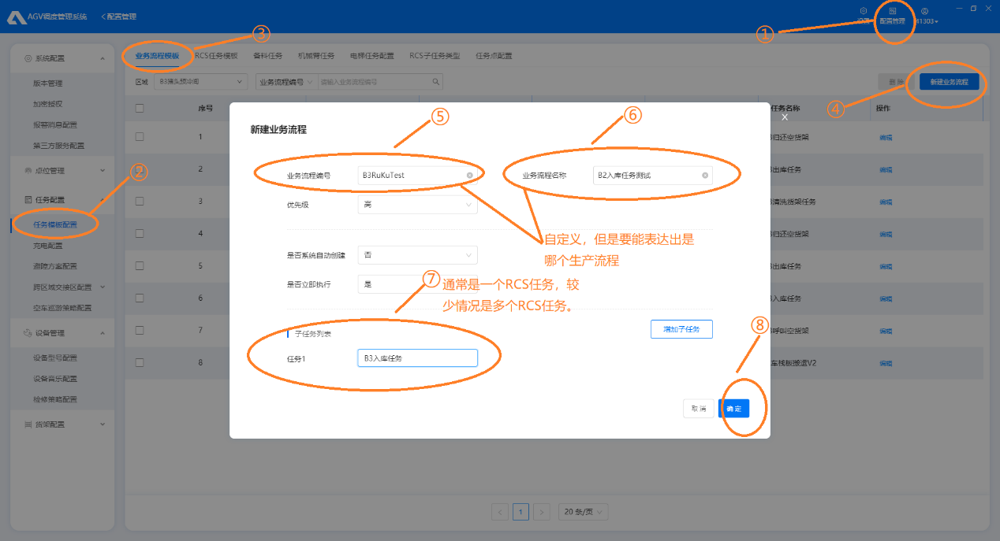 AGV调度管理系统 < 配置管理
配置管理
①
③
业务流程模板 RCS任务模板 备料任务 机械臂任务 电梯任务配置 RCS子任务类型 任务点配置
系统配置
版本管理
加密授权
报警消息配置
第三方服务配置
点位管理
②
任务配置
任务模板配置
充电配置
避障方案配置
跨区域交接区配置
空车巡游策略配置
设备管理
设备型号配置
设备音乐配置
检修策略配置
货架配置
区域 业务流程编号 请输入业务流程编号
删除 新建业务流程
④
序号 任务名称 操作
1 归还空货架 编辑
2 出库任务 编辑
3 清洗货架任务 编辑
4 归还空货架 编辑
5 出库任务 编辑
6 入库任务 编辑
7 呼叫空货架 编辑
8 车栈板搬运V2 编辑
X
新建业务流程
⑤
⑥
业务流程编号 B3RuKuTest
业务流程名称 B2入库任务测试
优先级 高
自定义，但是要能表达出是
哪个生产流程
是否系统自动创建 否
是否立即执行 是
⑦
通常是一个RCS任务，较
少情况是多个RCS任务。
子任务列表 增加子任务
任务1 B3入库任务
⑧
取消 确定
< 1 > 20 条/页